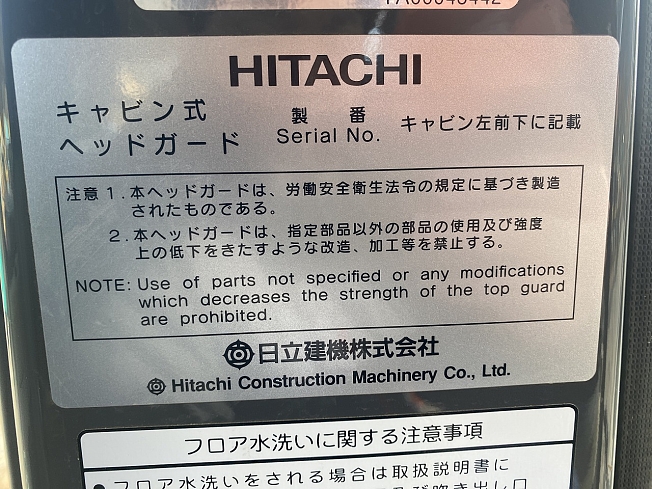 HITACHI
キャビン式
ヘッドガード
製 番
Serial No.
キャビン左前下に記載
注意 1. 本ヘッドガードは、労働安全衛生法令の規定に基づき製造
されたものである。
2. 本ヘッドガードは、指定部品以外の部品の使用及び強度
上の低下をきたすような改造、加工等を禁止する。
NOTE: Use of parts not specified or any modifications
which decreases the strength of the top guard
are prohibited.
日立建機株式会社
Hitachi Construction Machinery Co., Ltd.
フロア水洗いに関する注意事項
● フロア水洗いをされる場合は取扱説明書に